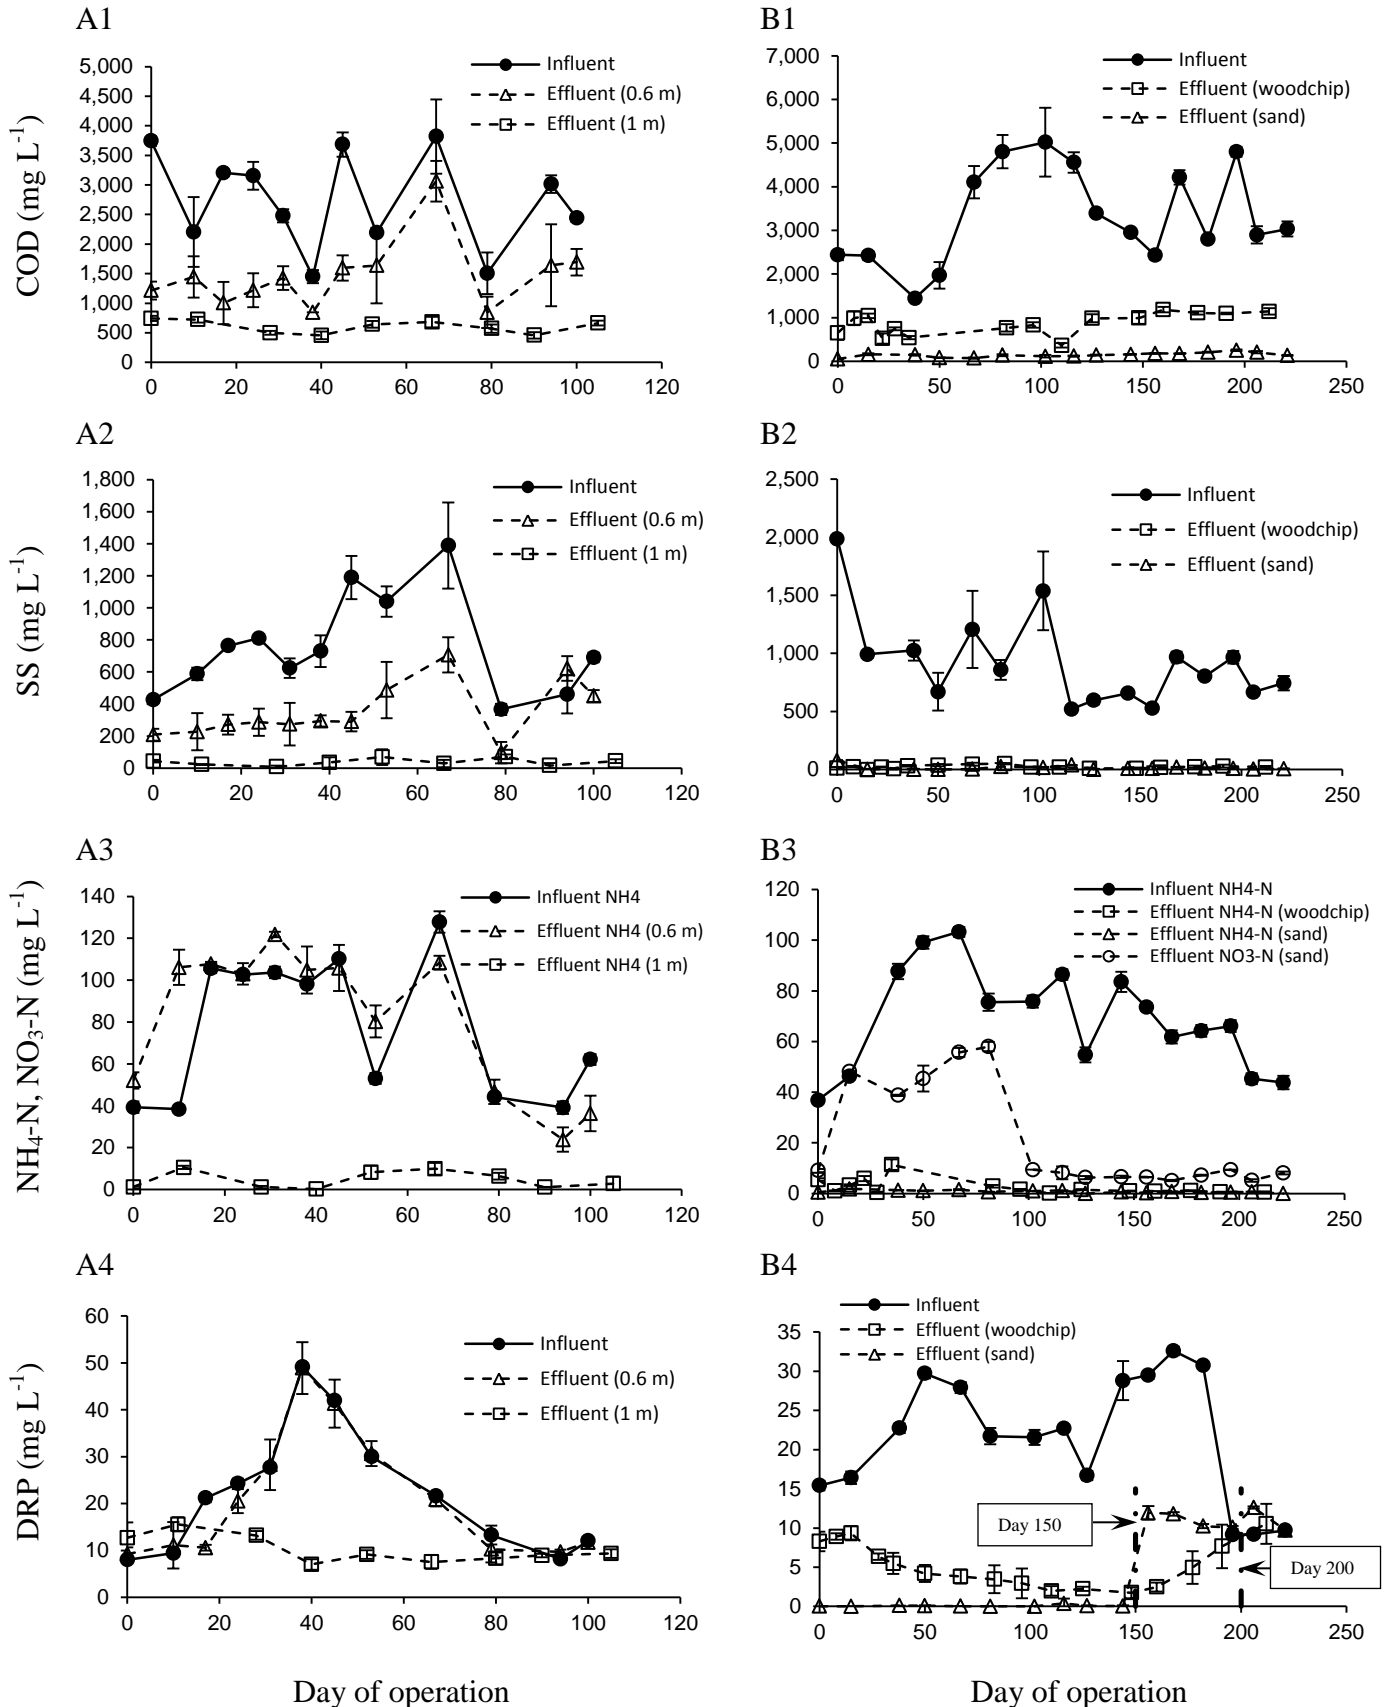 A1
COD (mg L-1)
5,000
4,500
4,000
3,500
3,000
2,500
2,000
1,500
1,000
500
0
0 20 40 60 80 100 120
Influent
Effluent (0.6 m)
Effluent (1 m)
B1
7,000
6,000
5,000
4,000
3,000
2,000
1,000
0
0 50 100 150 200 250
Influent
Effluent (woodchip)
Effluent (sand)
A2
SS (mg L-1)
1,800
1,600
1,400
1,200
1,000
800
600
400
200
0
0 20 40 60 80 100 120
Influent
Effluent (0.6 m)
Effluent (1 m)
B2
2,500
2,000
1,500
1,000
500
0
0 50 100 150 200 250
Influent
Effluent (woodchip)
Effluent (sand)
A3
NH4-N, NO3-N (mg L-1)
140
120
100
80
60
40
20
0
0 20 40 60 80 100 120
Influent NH4
Effluent NH4 (0.6 m)
Effluent NH4 (1 m)
B3
120
100
80
60
40
20
0
0 50 100 150 200 250
Influent NH4-N
Effluent NH4-N (woodchip)
Effluent NH4-N (sand)
Effluent NO3-N (sand)
A4
DRP (mg L-1)
60
50
40
30
20
10
0
0 20 40 60 80 100 120
Influent
Effluent (0.6 m)
Effluent (1 m)
Day of operation
B4
35
30
25
20
15
10
5
0
0 50 100 150 200 250
Influent
Effluent (woodchip)
Effluent (sand)
Day 150
Day 200
Day of operation